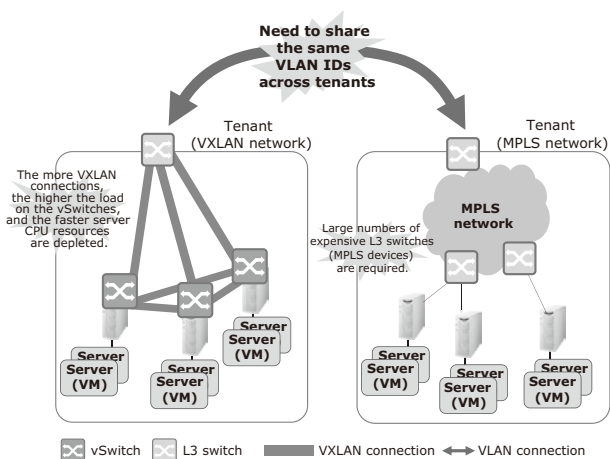 Need to share
the same
VLAN IDs
across tenants
Tenant
(VXLAN network)
Tenant
(MPLS network)
The more VXLAN
connections,
the higher the load
on the vSwitches,
and the faster server
CPU resources
are depleted.
MPLS
network
Large numbers of
expensive L3 switches
(MPLS devices)
are required.
Server
Server
(VM)
Server
Server
(VM)
Server
Server
(VM)
Server
Server
(VM)
Server
Server
(VM)
Server
Server
(VM)
vSwitch
L3 switch
VXLAN connection
VLAN connection